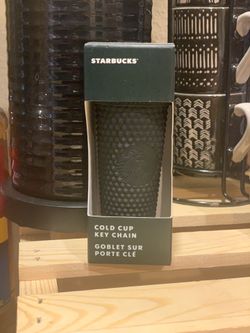 STARBUCKS
COLD CUP
KEY CHAIN
GOBLET SUR
PORTE CLÉ